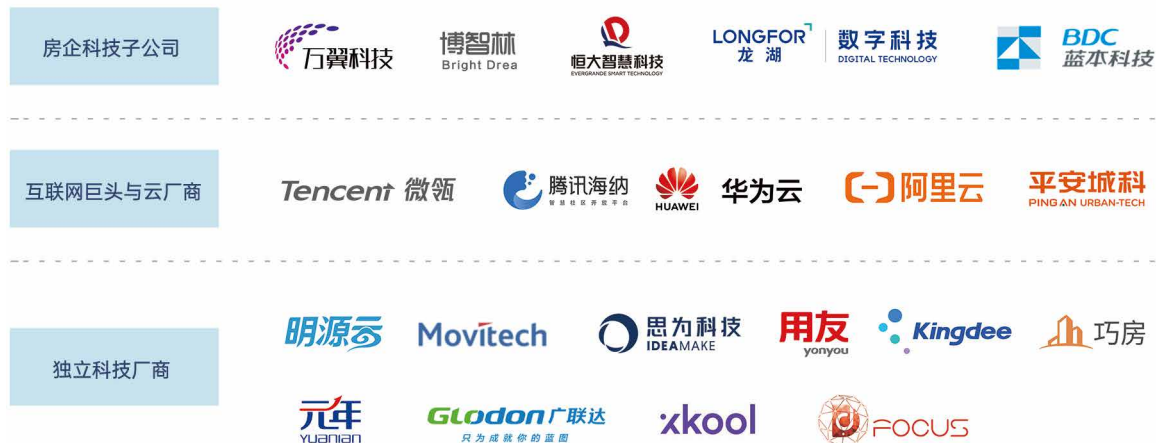 房企科技子公司
万翼科技
博智林
Bright Drea
恒大智慧科技
EVERGRANDE SMART TECHNOLOGY
LONGFOR
龙湖
数字科技
DIGITAL TECHNOLOGY
BDC
蓝本科技
互联网巨头与云厂商
Tencent 微瓴
腾讯海纳
智慧社区开放平台
HUAWEI
华为云
阿里云
平安城科
PING AN URBAN-TECH
独立科技厂商
明源云
Movitech
思为科技
IDEAMAKE
用友
yonyou
Kingdee
巧房
元年
YUANIAN
GLODON 广联达
只为成就你的蓝图
xkool
FOCUS